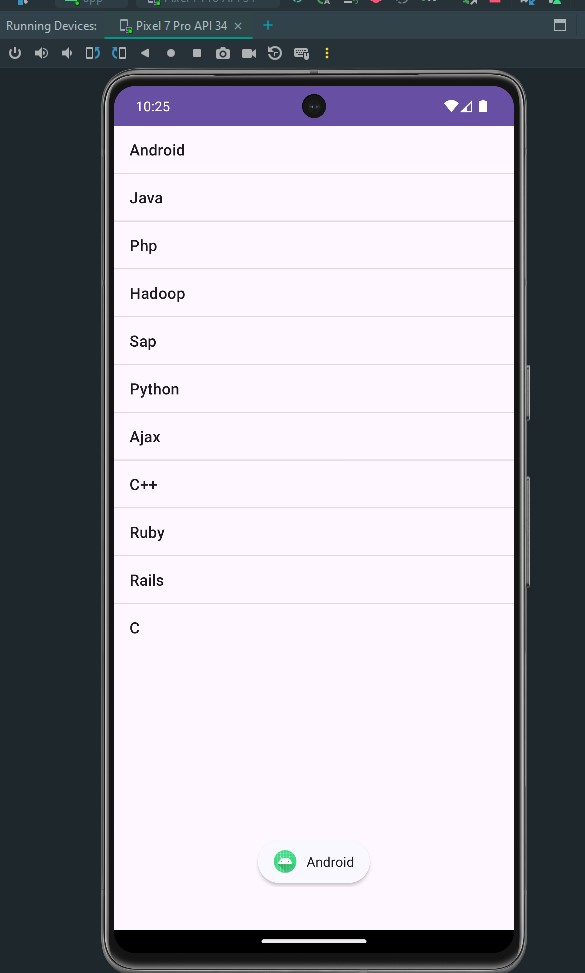 Running Devices: Pixel 7 Pro API 34
10:25
Android
Java
Php
Hadoop
Sap
Python
Ajax
C++
Ruby
Rails
C
Android